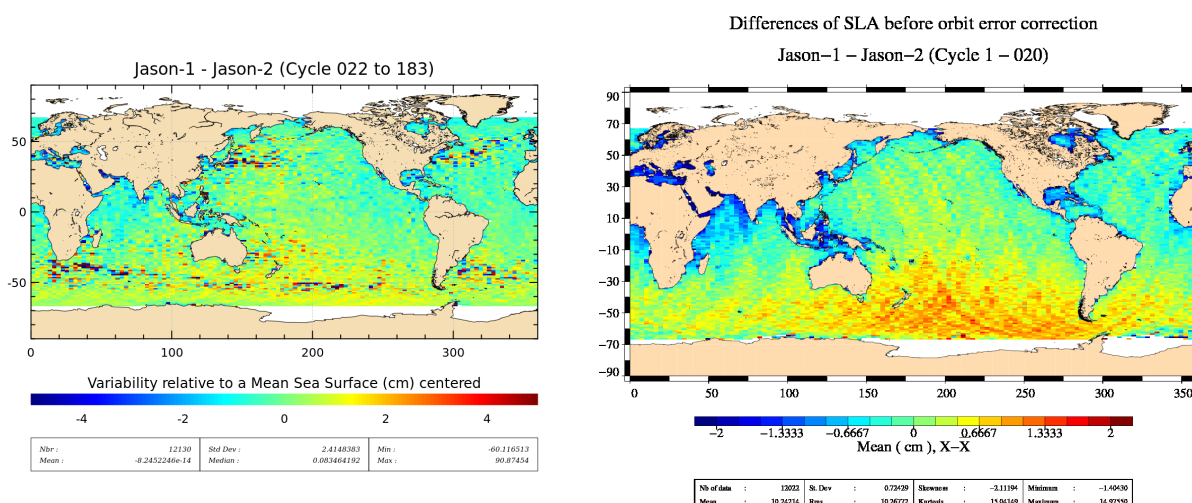 Jason-1 - Jason-2 (Cycle 022 to 183)
50
0
-50
0 100 200 300
Variability relative to a Mean Sea Surface (cm) centered
-4 -2 0 2 4
Nbr : 12130 Std Dev : 2.4148383 Min : -60.116513
Mean : -8.2452246e-14 Median : 0.083464192 Max : 90.87454
Differences of SLA before orbit error correction
Jason−1 − Jason−2 (Cycle 1 − 020)
90
70
50
30
10
−10
−30
−50
−70
−90
0 50 100 150 200 250 300 350
−2 −1.3333 −0.6667 0 0.6667 1.3333 2
Mean ( cm ), X−X
Nb of data : 12022 St. Dev : 0.72429 Skewness : −2.11194 Minimum : −1.40430